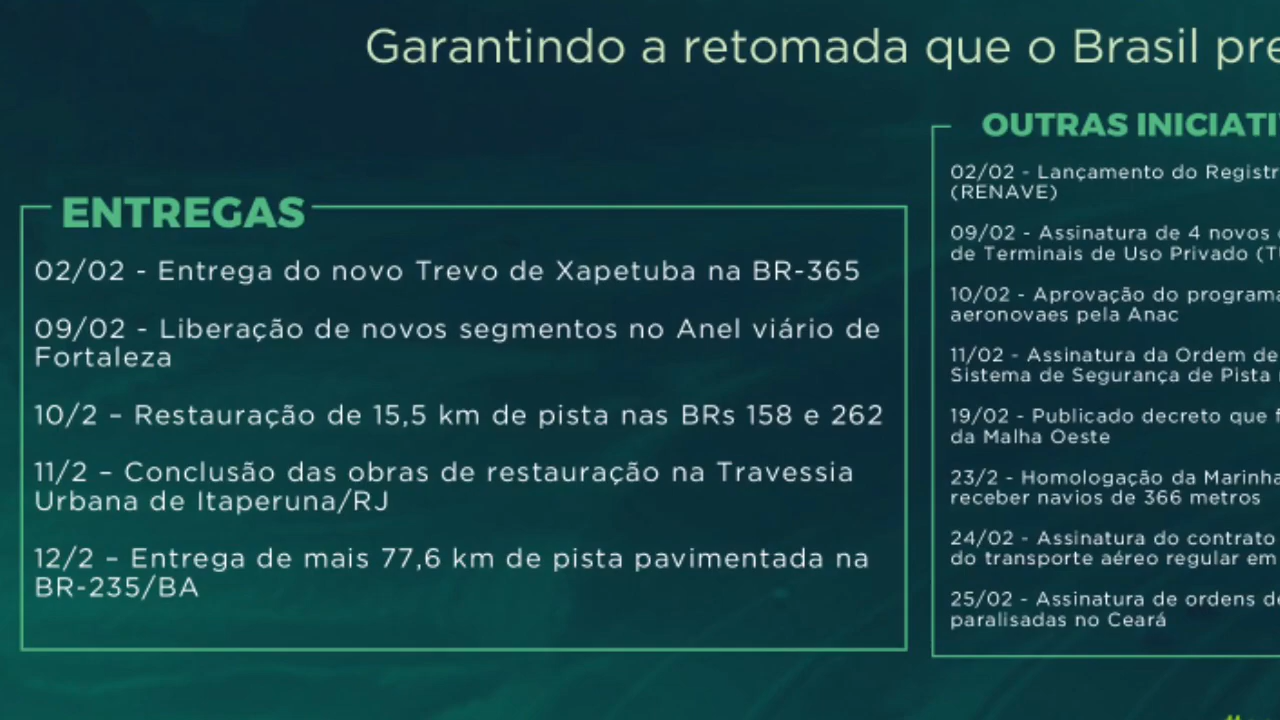 Garantindo a retomada que o Brasil
ENTREGAS
02/02 - Entrega do novo Trevo de Xapetuba na BR-365
09/02 - Liberação de novos segmentos no Anel viário de
Fortaleza
10/2 – Restauração de 15,5 km de pista nas BRs 158 e 262
11/2 – Conclusão das obras de restauração na Travessia
Urbana de Itaperuna/RJ
12/2 – Entrega de mais 77,6 km de pista pavimentada na
BR-235/BA
OUTRAS
02/02 - Lançamento do
(RENAVE)
09/02 - Assinatura de 4 novos
de Terminais de Uso Privado
10/02 - Aprovação do
aeronovaes pela Anac
11/02 - Assinatura da Ordem de
Sistema de Segurança de Pista
19/02 - Publicado decreto que
da Malha Oeste
23/2 - Homologação da Marinha
receber navios de 366 metros
24/02 - Assinatura do contrato
do transporte aéreo regular em
25/02 - Assinatura de ordens
paralisadas no Ceará